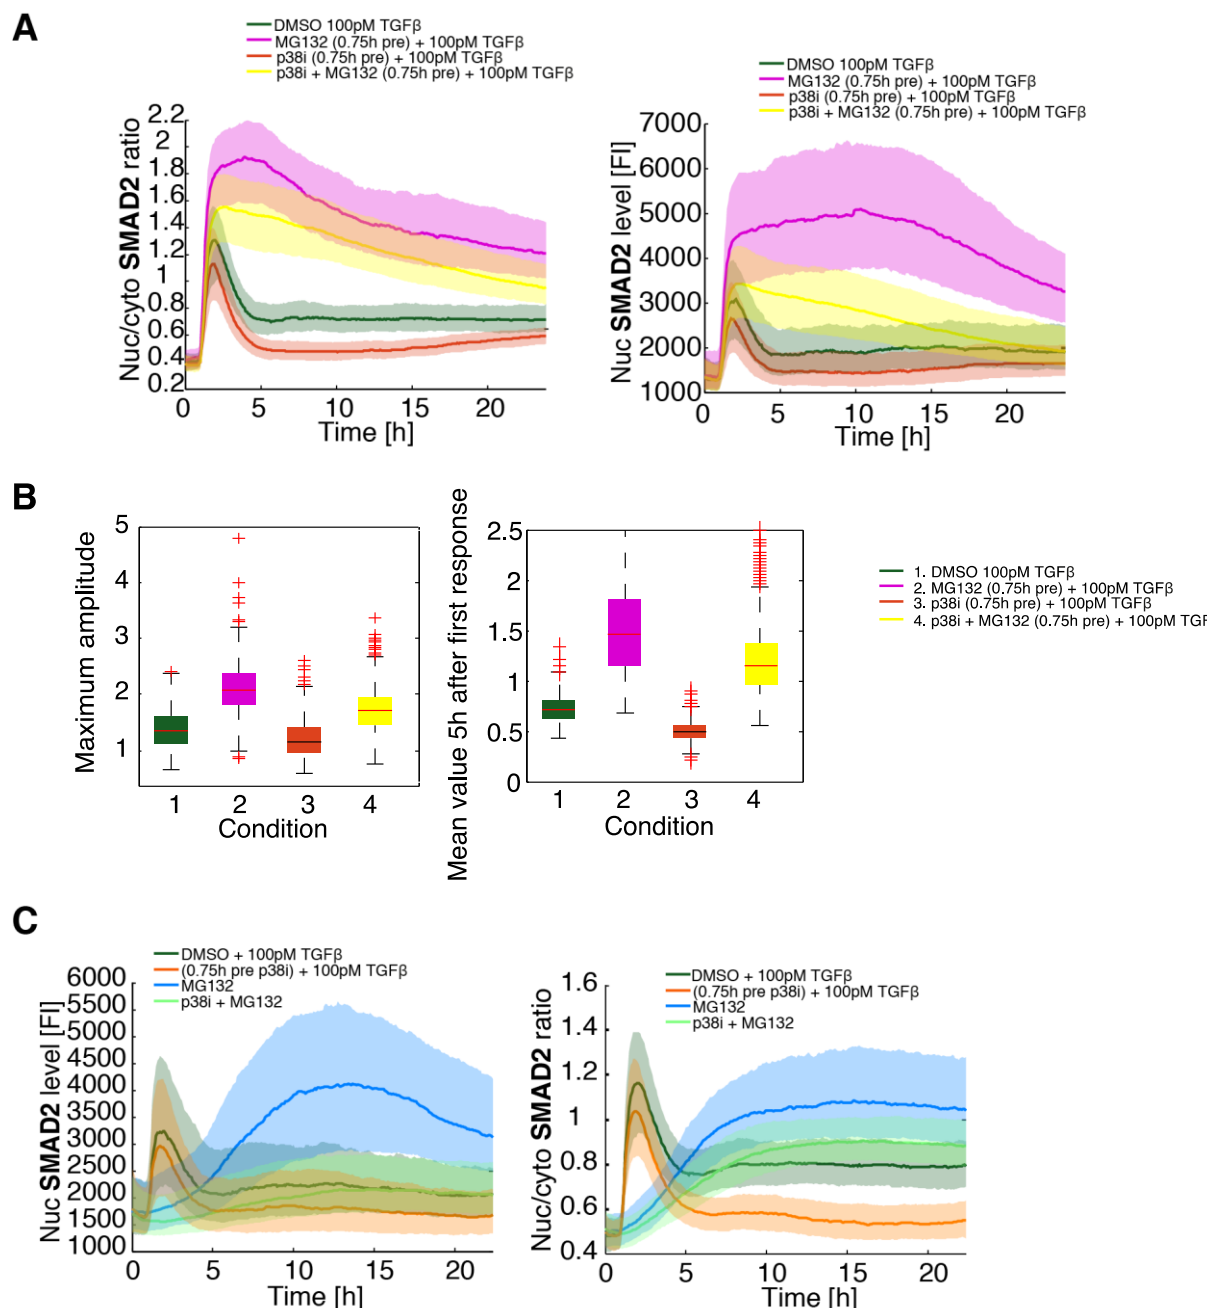 A
DMSO 100pM TGFβ
MG132 (0.75h pre) + 100pM TGFβ
p38i (0.75h pre) + 100pM TGFβ
p38i + MG132 (0.75h pre) + 100pM TGFβ
Nuc/cyto SMAD2 ratio
2.2
2
1.8
1.6
1.4
1.2
1
0.8
0.6
0.4
0.2
0 5 10 15 20
Time [h]
DMSO 100pM TGFβ
MG132 (0.75h pre) + 100pM TGFβ
p38i (0.75h pre) + 100pM TGFβ
p38i + MG132 (0.75h pre) + 100pM TGFβ
Nuc SMAD2 level [FI]
7000
6000
5000
4000
3000
2000
1000
0 5 10 15 20
Time [h]
B
Maximum amplitude
5
4
3
2
1
1 2 3 4
Condition
Mean value 5h after first response
2.5
2
1.5
1
0.5
0
1 2 3 4
Condition
1. DMSO 100pM TGFβ
2. MG132 (0.75h pre) + 100pM TGFβ
3. p38i (0.75h pre) + 100pM TGFβ
4. p38i + MG132 (0.75h pre) + 100pM TGF
C
DMSO + 100pM TGFβ
(0.75h pre p38i) + 100pM TGFβ
MG132
p38i + MG132
Nuc SMAD2 level [FI]
6000
5500
5000
4500
4000
3500
3000
2500
2000
1500
1000
0 5 10 15 20
Time [h]
DMSO + 100pM TGFβ
(0.75h pre p38i) + 100pM TGFβ
MG132
p38i + MG132
Nuc/cyto SMAD2 ratio
1.6
1.4
1.2
1
0.8
0.6
0.4
0 5 10 15 20
Time [h]